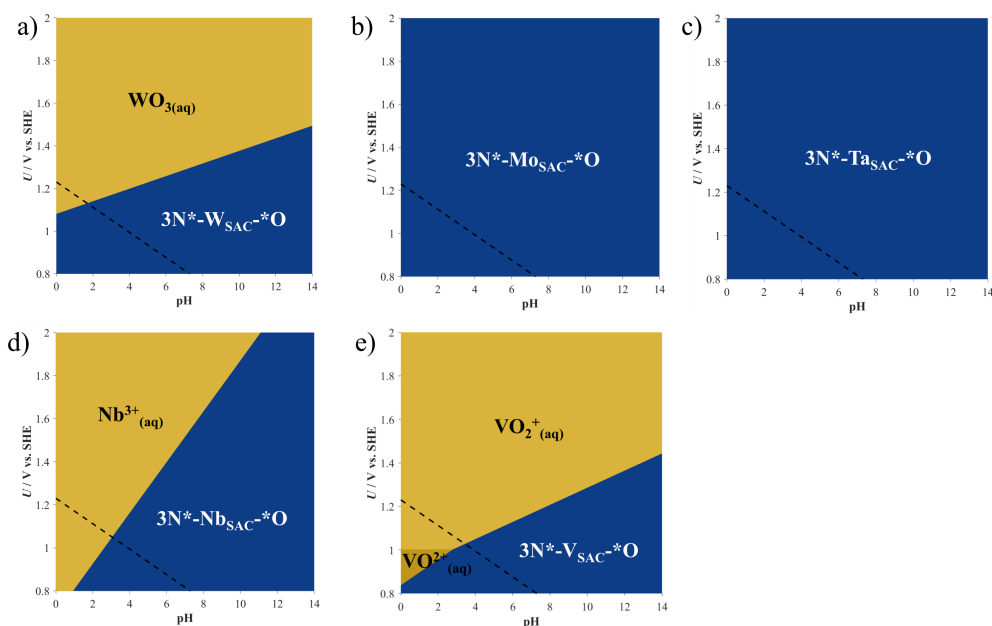 a)
2
1.8
1.6
1.4
1.2
1
0.8
U / V vs. SHE
WO3(aq)
3N*-WSAC-*O
0 2 4 6 8 10 12 14
pH
b)
2
1.8
1.6
1.4
1.2
1
0.8
U / V vs. SHE
3N*-MoSAC-*O
0 2 4 6 8 10 12 14
pH
c)
2
1.8
1.6
1.4
1.2
1
0.8
U / V vs. SHE
3N*-TaSAC-*O
0 2 4 6 8 10 12 14
pH
d)
2
1.8
1.6
1.4
1.2
1
0.8
U / V vs. SHE
Nb3+(aq)
3N*-NbSAC-*O
0 2 4 6 8 10 12 14
pH
e)
2
1.8
1.6
1.4
1.2
1
0.8
U / V vs. SHE
VO2+(aq)
VO2+(aq)
3N*-VSAC-*O
0 2 4 6 8 10 12 14
pH